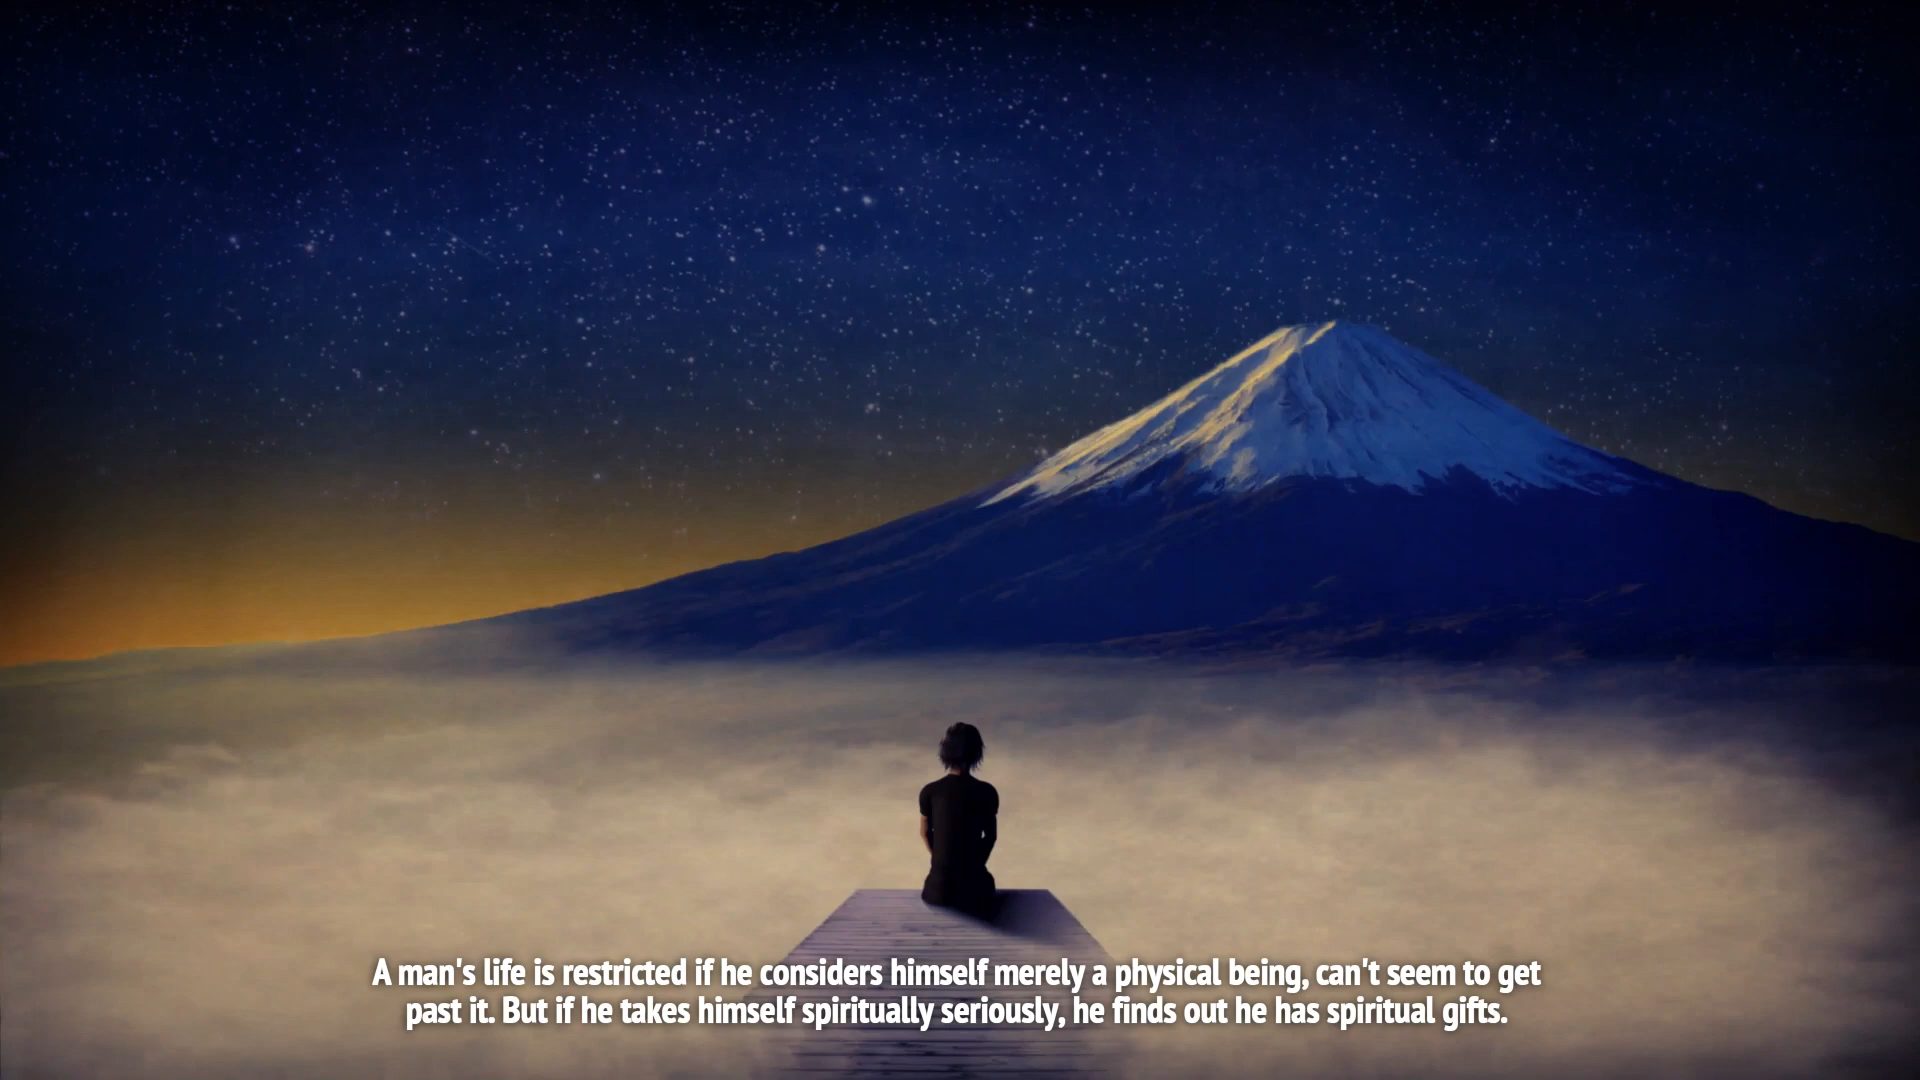 A man's life is restricted if he considers himself merely a physical being, can't seem to get
past it. But if he takes himself spiritually seriously, he finds out he has spiritual gifts.